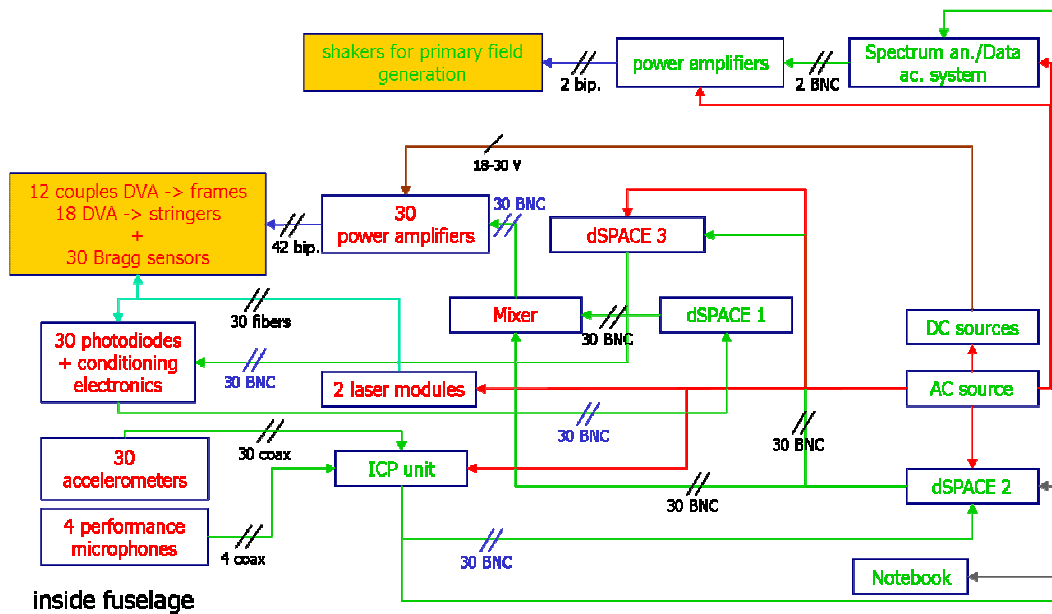 shakers for primary field
generation
2 bip.
power amplifiers
2 BNC
Spectrum an./Data
ac. system
18-30 V
12 couples DVA -> frames
18 DVA -> stringers
+
30 Bragg sensors
42 bip.
30
power amplifiers
30 BNC
dSPACE 3
30 fibers
Mixer
30 BNC
dSPACE 1
DC sources
30 photodiodes
+ conditioning
electronics
30 BNC
2 laser modules
AC source
30 BNC
30 BNC
30
accelerometers
30 coax
ICP unit
30 BNC
dSPACE 2
4 performance
microphones
4 coax
30 BNC
Notebook
inside fuselage